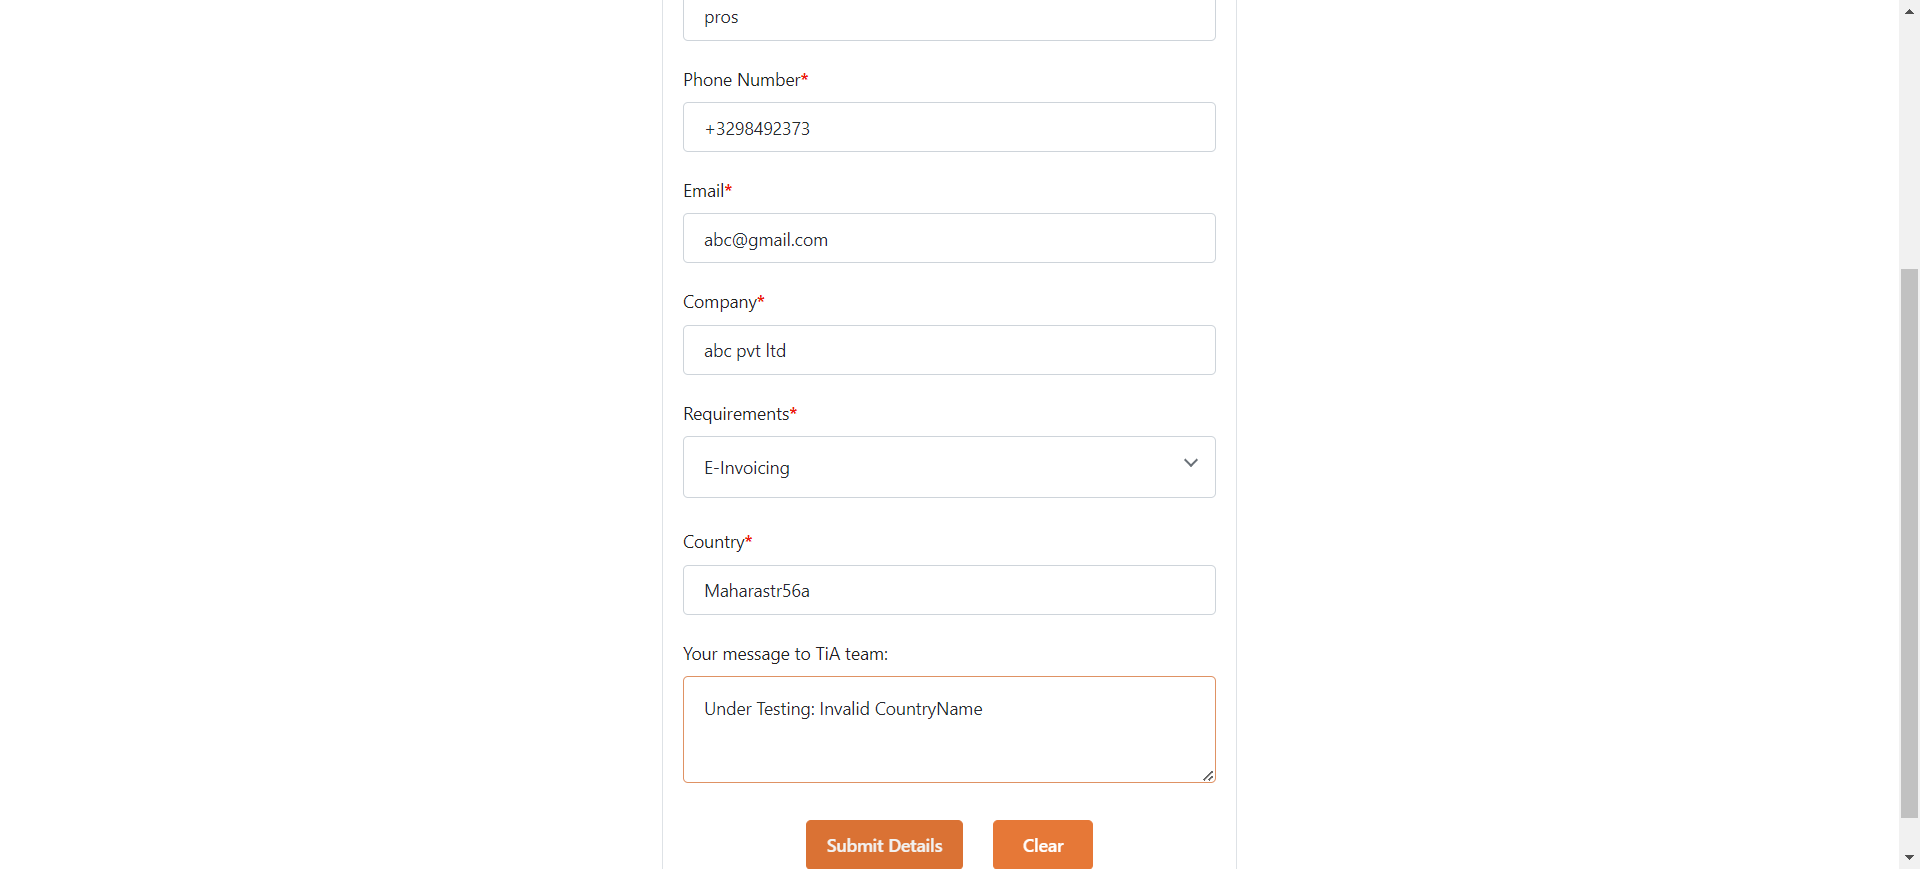 pros
Phone Number*
+3298492373
Email*
abc@gmail.com
Company*
abc pvt ltd
Requirements*
E-Invoicing
Country*
Maharastr56a
Your message to TiA team:
Under Testing: Invalid CountryName
Submit Details
Clear